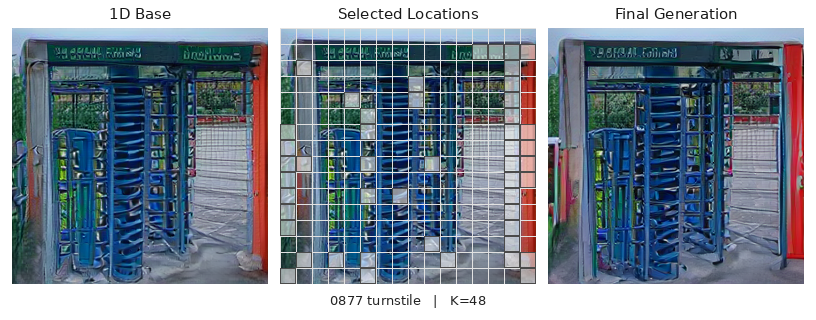 1D Base
Selected Locations
Final Generation
0877 turnstile | K=48